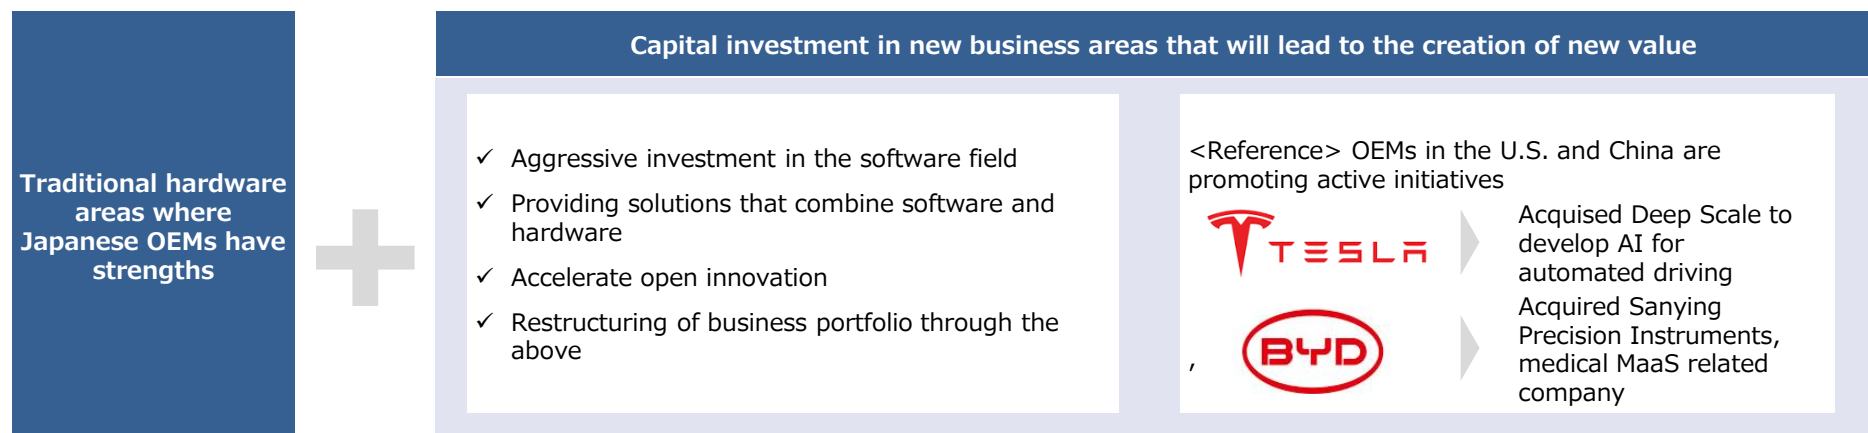 Traditional hardware
areas where
Japanese OEMs have
strengths
Capital investment in new business areas that will lead to the creation of new value
✓ Aggressive investment in the software field
✓ Providing solutions that combine software and
hardware
✓ Accelerate open innovation
✓ Restructuring of business portfolio through the
above
<Reference> OEMs in the U.S. and China are
promoting active initiatives
TESLA
Acquised Deep Scale to
develop AI for
automated driving
,
BYD
Acquired Sanying
Precision Instruments,
medical MaaS related
company